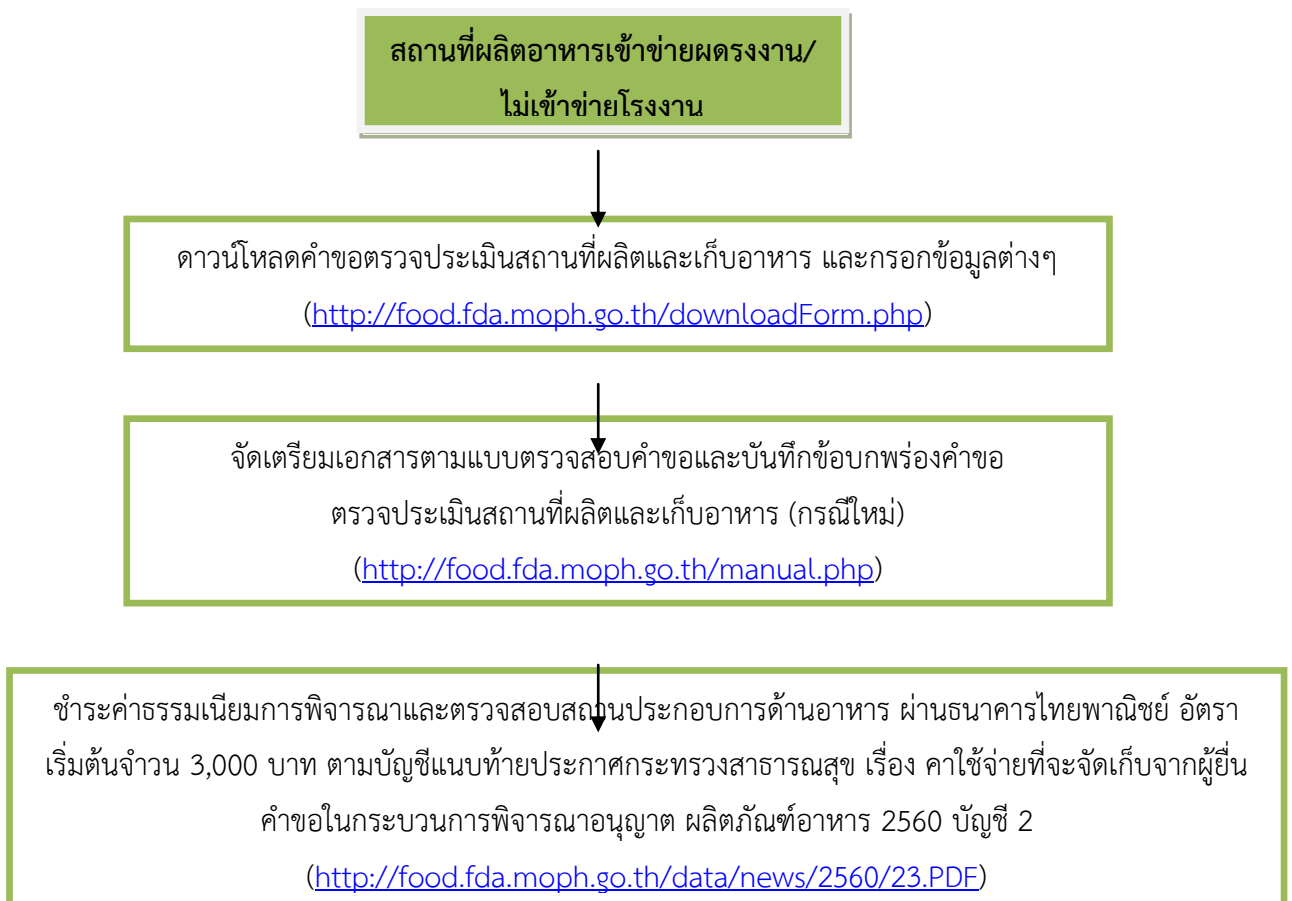 สถานที่ผลิตอาหารเข้าข่ายผดรงงาน/
ไม่เข้าข่ายโรงงาน
ดาวน์โหลดคำขอตรวจประเมินสถานที่ผลิตและเก็บอาหาร และกรอกข้อมูลต่างๆ
(http://food.fda.moph.go.th/downloadForm.php)
จัดเตรียมเอกสารตามแบบตรวจสอบคำขอและบันทึกข้อบกพร่องคำขอ
ตรวจประเมินสถานที่ผลิตและเก็บอาหาร (กรณีใหม่)
(http://food.fda.moph.go.th/manual.php)
ชำระค่าธรรมเนียมการพิจารณาและตรวจสอบสถานประกอบการด้านอาหาร ผ่านธนาคารไทยพาณิชย์ อัตรา
เริ่มต้นจำวน 3,000 บาท ตามบัญชีแนบท้ายประกาศกระทรวงสาธารณสุข เรื่อง คาใช้จ่ายที่จะจัดเก็บจากผู้ยื่น
คำขอในกระบวนการพิจารณาอนุญาต ผลิตภัณฑ์อาหาร 2560 บัญชี 2
(http://food.fda.moph.go.th/data/news/2560/23.PDF)